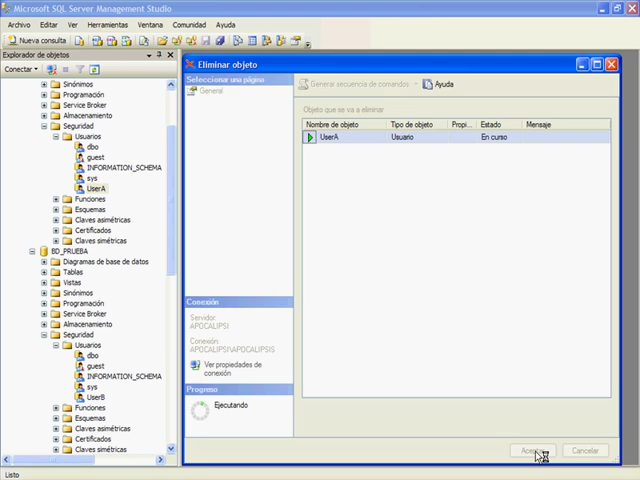 Microsoft SQL Server Management Studio
Archivo Editar Ver Herramientas Ventana Comunidad Ayuda
Nueva consulta
Explorador de objetos
Conectar
Sinónimos
Programación
Service Broker
Almacenamiento
Seguridad
Usuarios
dbo
guest
INFORMATION_SCHEMA
sys
UserA
Funciones
Esquemas
Claves asimétricas
Certificados
Claves simétricas
BD_PRUEBA
Diagramas de base de datos
Tablas
Vistas
Sinónimos
Programación
Service Broker
Almacenamiento
Seguridad
Usuarios
dbo
guest
INFORMATION_SCHEMA
sys
UserB
Funciones
Esquemas
Claves asimétricas
Certificados
Claves simétricas
Eliminar objeto
Seleccionar una página
General
Conexión
Servidor:
APOCALIPSI
Conexión:
APOCALIPSI\APOCALIPSIS
Ver propiedades de
conexión
Progreso
Ejecutando
General secuencia de comandos Ayuda
Objeto que se va a eliminar
Nombre de objeto Tipo de objeto Propi... Estado Mensaje
UserA Usuario En curso
Cancelar
Listo